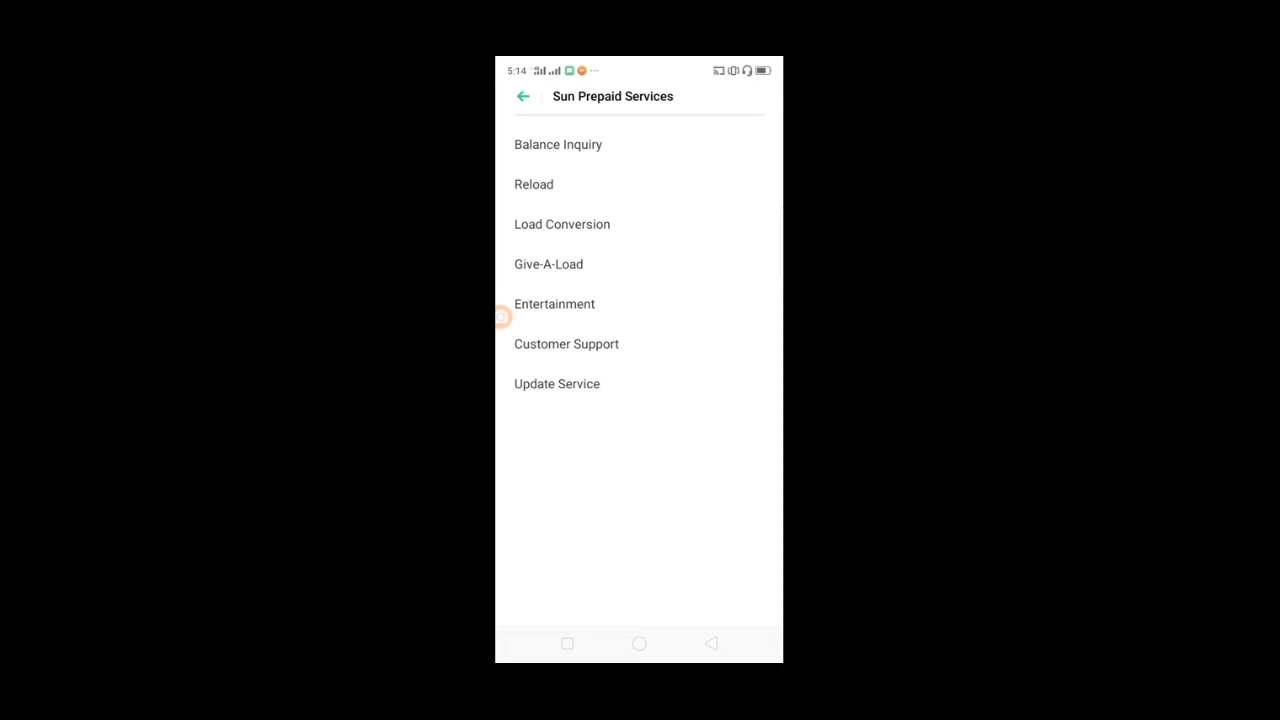 5:14
Sun Prepaid Services
Balance Inquiry
Reload
Load Conversion
Give-A-Load
Entertainment
Customer Support
Update Service